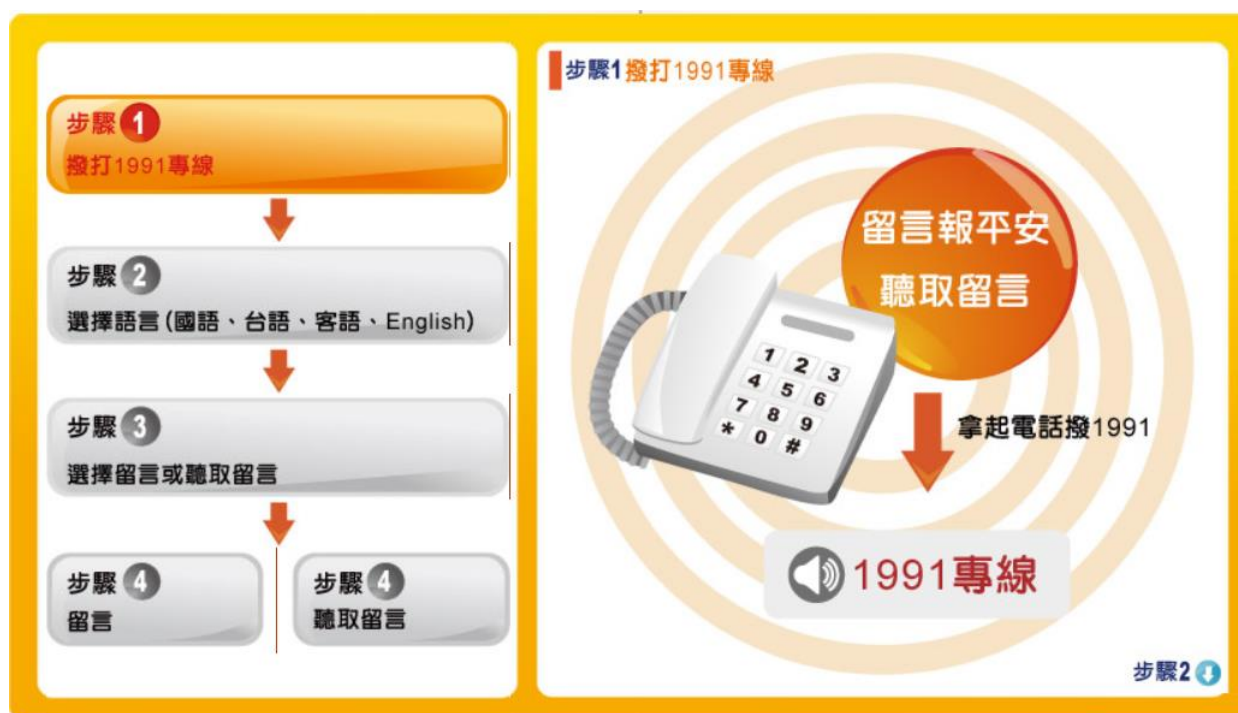 步驟1
撥打1991專線
步驟2
選擇語言(國語、台語、客語、English)
步驟3
選擇留言或聽取留言
步驟4
留言
步驟4
聽取留言
步驟1撥打1991專線
留言報平安
聽取留言
1 2 3
4 5 6
7 8 9
* 0 #
拿起電話撥1991
1991專線
步驟2